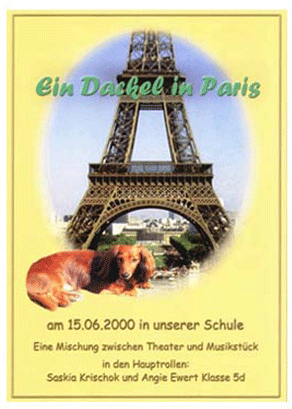 Ein Dackel in Paris
am 15.06.2000 in unserer Schule
Eine Mischung zwischen Theater und Musikstück
in den Hauptrollen:
Saskia Krischok und Angie Ewert Klasse 5d